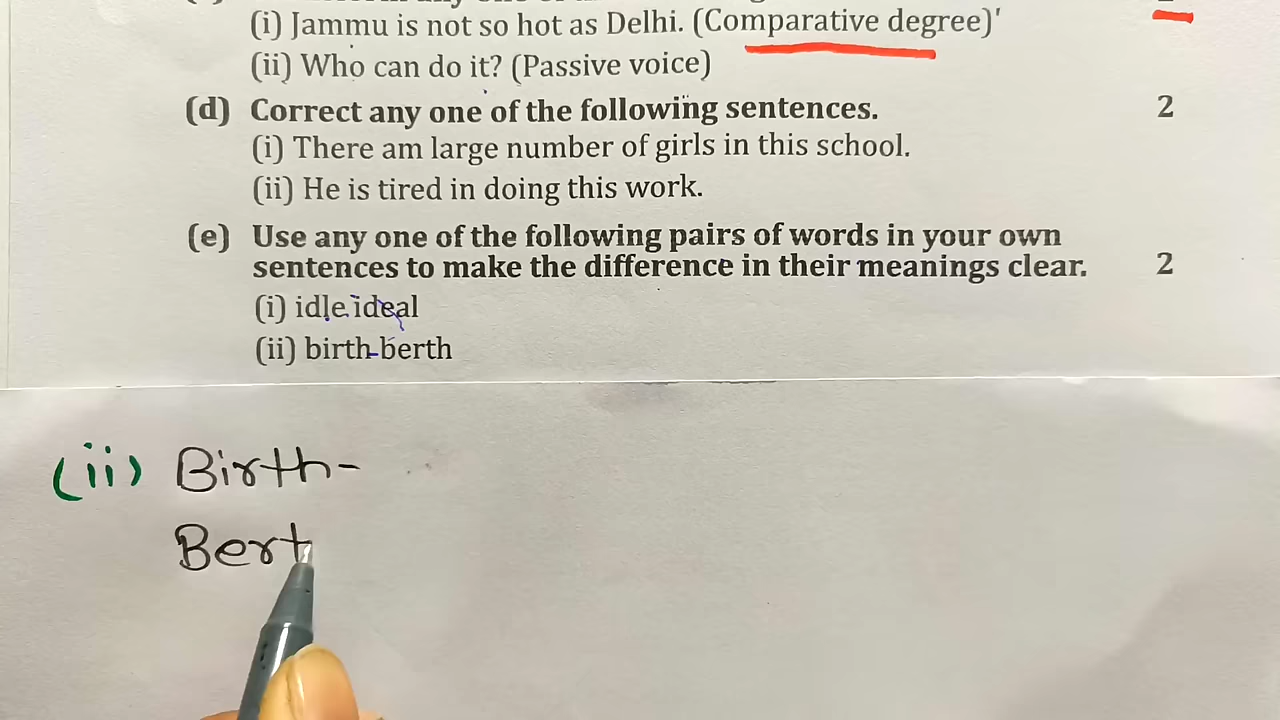 (i) Jammu is not so hot as Delhi. (Comparative degree)'
(ii) Who can do it? (Passive voice)
(d) Correct any one of the following sentences. 2
(i) There am large number of girls in this school.
(ii) He is tired in doing this work.
(e) Use any one of the following pairs of words in your own
sentences to make the difference in their meanings clear. 2
(i) idle.ideal
(ii) birth-berth
(ii) Birth-
Bert